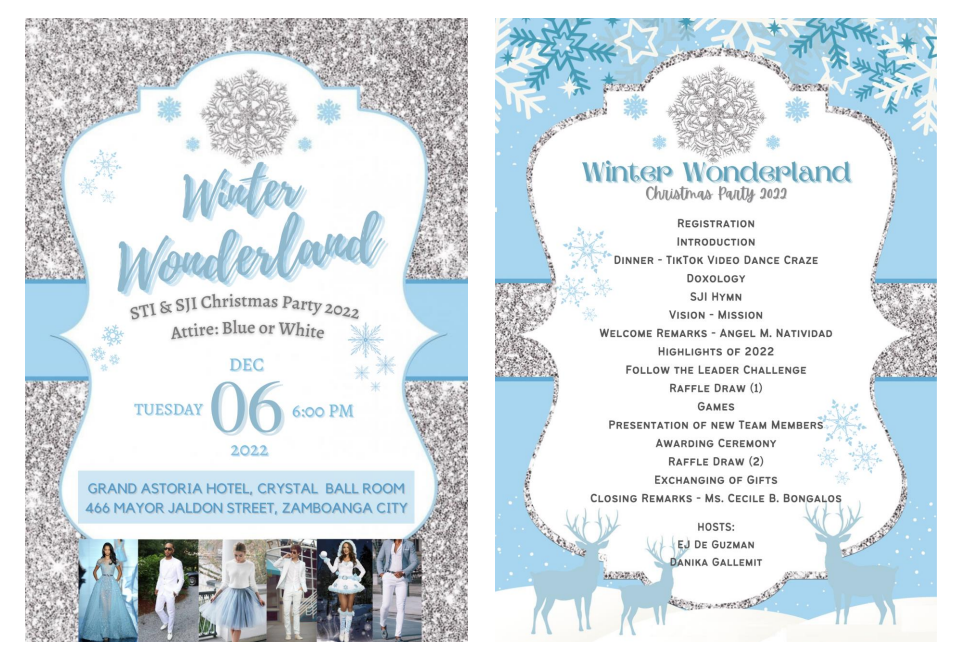 Winter
Wonderland
STI & SJI Christmas Party 2022
Attire: Blue or White
DEC
TUESDAY 06 6:00 PM
2022
GRAND ASTORIA HOTEL, CRYSTAL BALL ROOM
466 MAYOR JALDON STREET, ZAMBOANGA CITY
Winter Wonderland
Christmas Party 2022
REGISTRATION
INTRODUCTION
DINNER - TIKTOK VIDEO DANCE CRAZE
DOXOLOGY
SJI HYMN
VISION - MISSION
WELCOME REMARKS - ANGEL M. NATIVIDAD
HIGHLIGHTS OF 2022
FOLLOW THE LEADER CHALLENGE
RAFFLE DRAW (1)
GAMES
PRESENTATION OF NEW TEAM MEMBERS
AWARDING CEREMONY
RAFFLE DRAW (2)
EXCHANGING OF GIFTS
CLOSING REMARKS - MS. CECILE B. BONGALOS
HOSTS:
EJ DE GUZMAN
DANIKA GALLEMIT